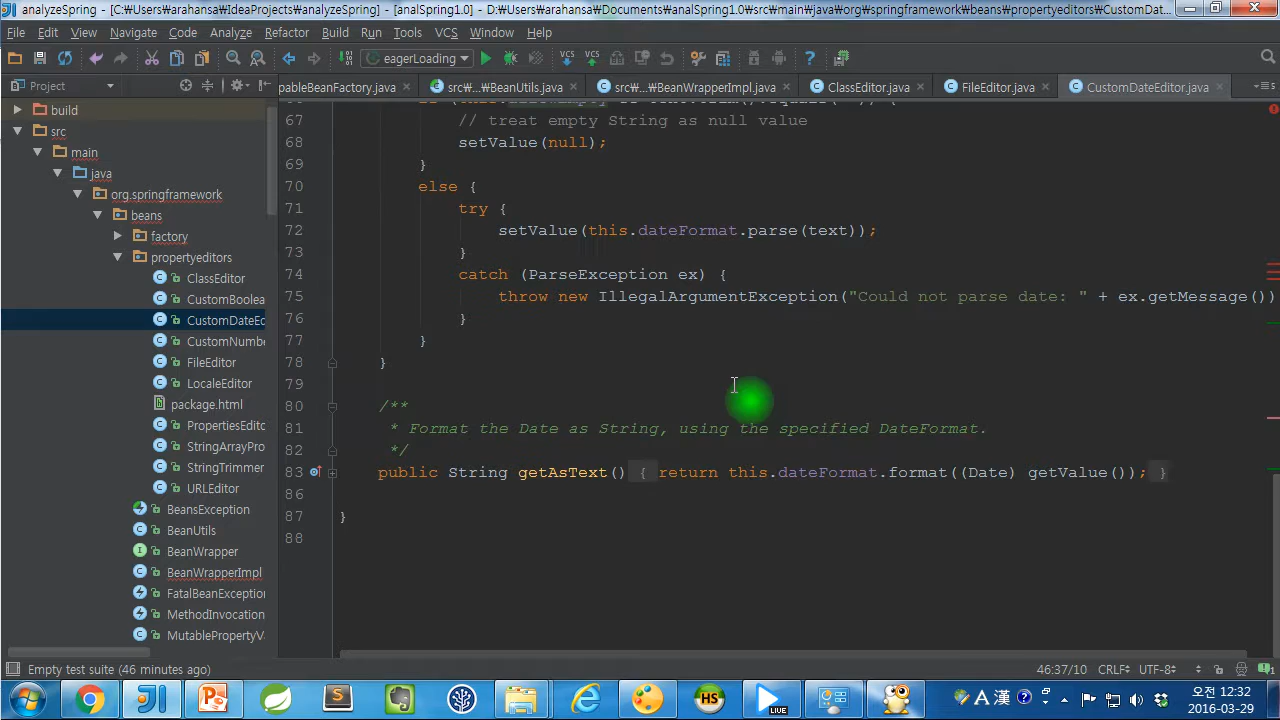 analyzeSpring - [C:₩Users₩arahansa₩IdeaProjects₩analyzeSpring] - [analSpring1.0] - D:₩Users₩arahansa₩Documents₩analSpring1.0₩src₩main₩java₩org₩springframework₩beans₩propertyeditors₩CustomDat...
File Edit View Navigate Code Analyze Refactor Build Run Tools VCS Window Help
eagerLoading VCS VCS
Project pableBeanFactory.java src₩...₩BeanUtils.java src₩...₩BeanWrapperImpl.java ClassEditor.java FileEditor.java CustomDateEditor.java
build
src
main
java
org.springframework
beans
factory
propertyeditors
ClassEditor
CustomBoolea
CustomDateEd
CustomNumbe
FileEditor
LocaleEditor
package.html
PropertiesEdito
StringArrayPro
StringTrimmer
URLEditor
BeansException
BeanUtils
BeanWrapper
BeanWrapperImpl
FatalBeanExceptio
MethodInvocation
MutablePropertyVa
67 // treat empty String as null value
68 setValue(null);
69 }
70 else {
71 try {
72 setValue(this.dateFormat.parse(text));
73 }
74 catch (ParseException ex) {
75 throw new IllegalArgumentException("Could not parse date: " + ex.getMessage())
76 }
77 }
78 }
79
80 /**
81 * Format the Date as String, using the specified DateFormat.
82 */
83 public String getAsText() { return this.dateFormat.format((Date) getValue()); }
86
87 }
88
Empty test suite (46 minutes ago) 46:37/10 CRLF UTF-8
HS LIVE A 漢 오전 12:32
2016-03-29